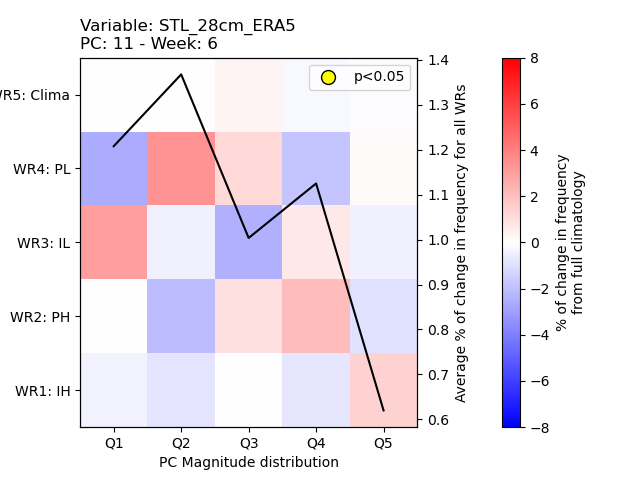 Variable: STL_28cm_ERA5
PC: 11 - Week: 6
p<0.05
WR5: Clima
WR4: PL
WR3: IL
WR2: PH
WR1: IH
Q1 Q2 Q3 Q4 Q5
PC Magnitude distribution
1.4
1.3
1.2
1.1
1.0
0.9
0.8
0.7
0.6
Average % of change in frequency for all WRs
8
6
4
2
0
−2
−4
−6
−8
% of change in frequency
from full climatology